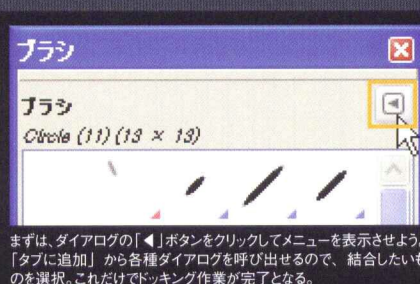 ブラシ
ブラシ
Circle (11) (13 × 13)
まずは、ダイアログの「◀」ボタンをクリックしてメニューを表示させよう。
「タブに追加」から各種ダイアログを呼び出せるので、結合したいも
のを選択。これだけでドッキング作業が完了となる。